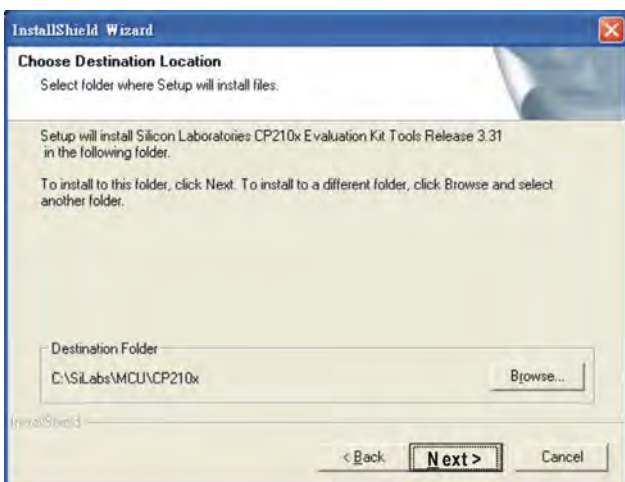 InstallShield Wizard
Choose Destination Location
Select folder where Setup will install files.
Setup will install Silicon Laboratories CP210x Evaluation Kit Tools Release 3.31
in the following folder.
To install to this folder, click Next. To install to a different folder, click Browse and select
another folder.
Destination Folder
C:\SiLabs\MCU\CP210x
Browse...
InstallShield
< Back
Next >
Cancel